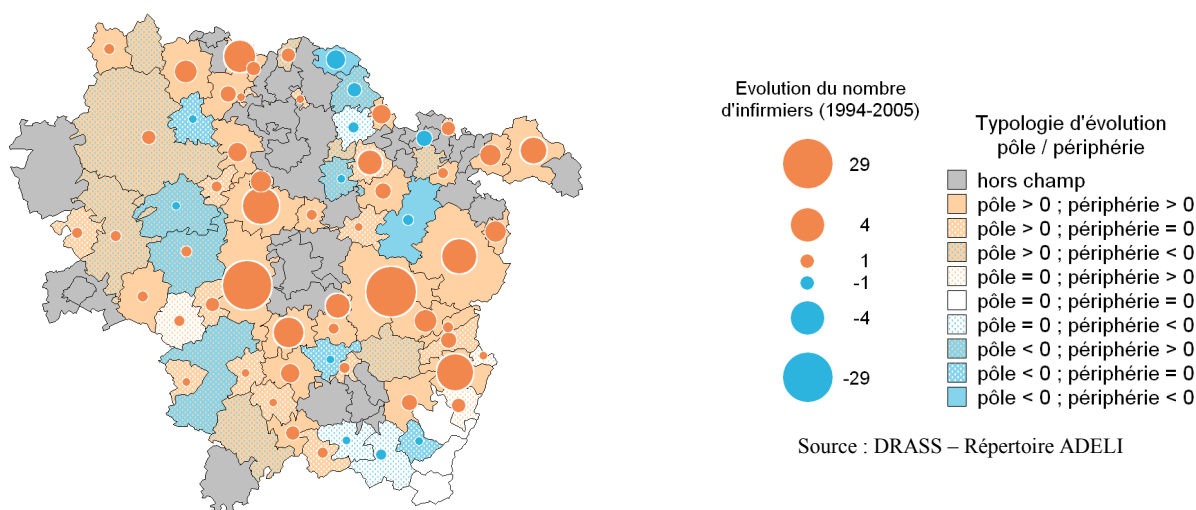 Evolution du nombre
d'infirmiers (1994-2005)
29
4
1
-1
-4
-29
Typologie d'évolution
pôle / périphérie
hors champ
pôle > 0 ; périphérie > 0
pôle > 0 ; périphérie = 0
pôle > 0 ; périphérie < 0
pôle = 0 ; périphérie > 0
pôle = 0 ; périphérie = 0
pôle = 0 ; périphérie < 0
pôle < 0 ; périphérie > 0
pôle < 0 ; périphérie = 0
pôle < 0 ; périphérie < 0
Source : DRASS – Répertoire ADELI